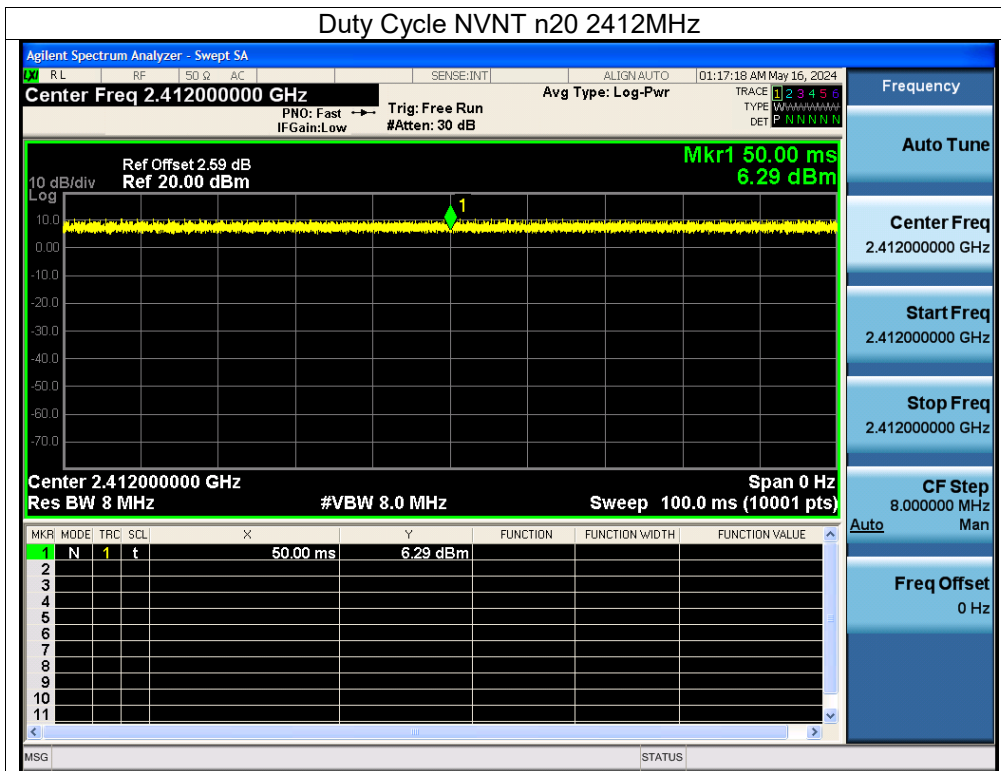 Duty Cycle NVNT n20 2412MHz
Agilent Spectrum Analyzer - Swept SA
LXI RL RF 50 Ω AC SENSE:INT ALIGN AUTO 01:17:18 AM May 16, 2024
Center Freq 2.412000000 GHz Avg Type: Log-Pwr TRACE 1 2 3 4 5 6
PNO: Fast Trig: Free Run TYPE WWWWWW
IFGain:Low #Atten: 30 dB DET P N N N N N
Mkr1 50.00 ms
6.29 dBm
Ref Offset 2.59 dB
10 dB/div Ref 20.00 dBm
Log
1
10.0
0.00
-10.0
-20.0
-30.0
-40.0
-50.0
-60.0
-70.0
Center 2.412000000 GHz Span 0 Hz
Res BW 8 MHz #VBW 8.0 MHz Sweep 100.0 ms (10001 pts)
MKR MODE TRC SCL X Y FUNCTION FUNCTION WIDTH FUNCTION VALUE
1 N 1 t 50.00 ms 6.29 dBm
2
3
4
5
6
7
8
9
10
11
MSG STATUS
Frequency
Auto Tune
Center Freq
2.412000000 GHz
Start Freq
2.412000000 GHz
Stop Freq
2.412000000 GHz
CF Step
8.000000 MHz
Auto Man
Freq Offset
0 Hz